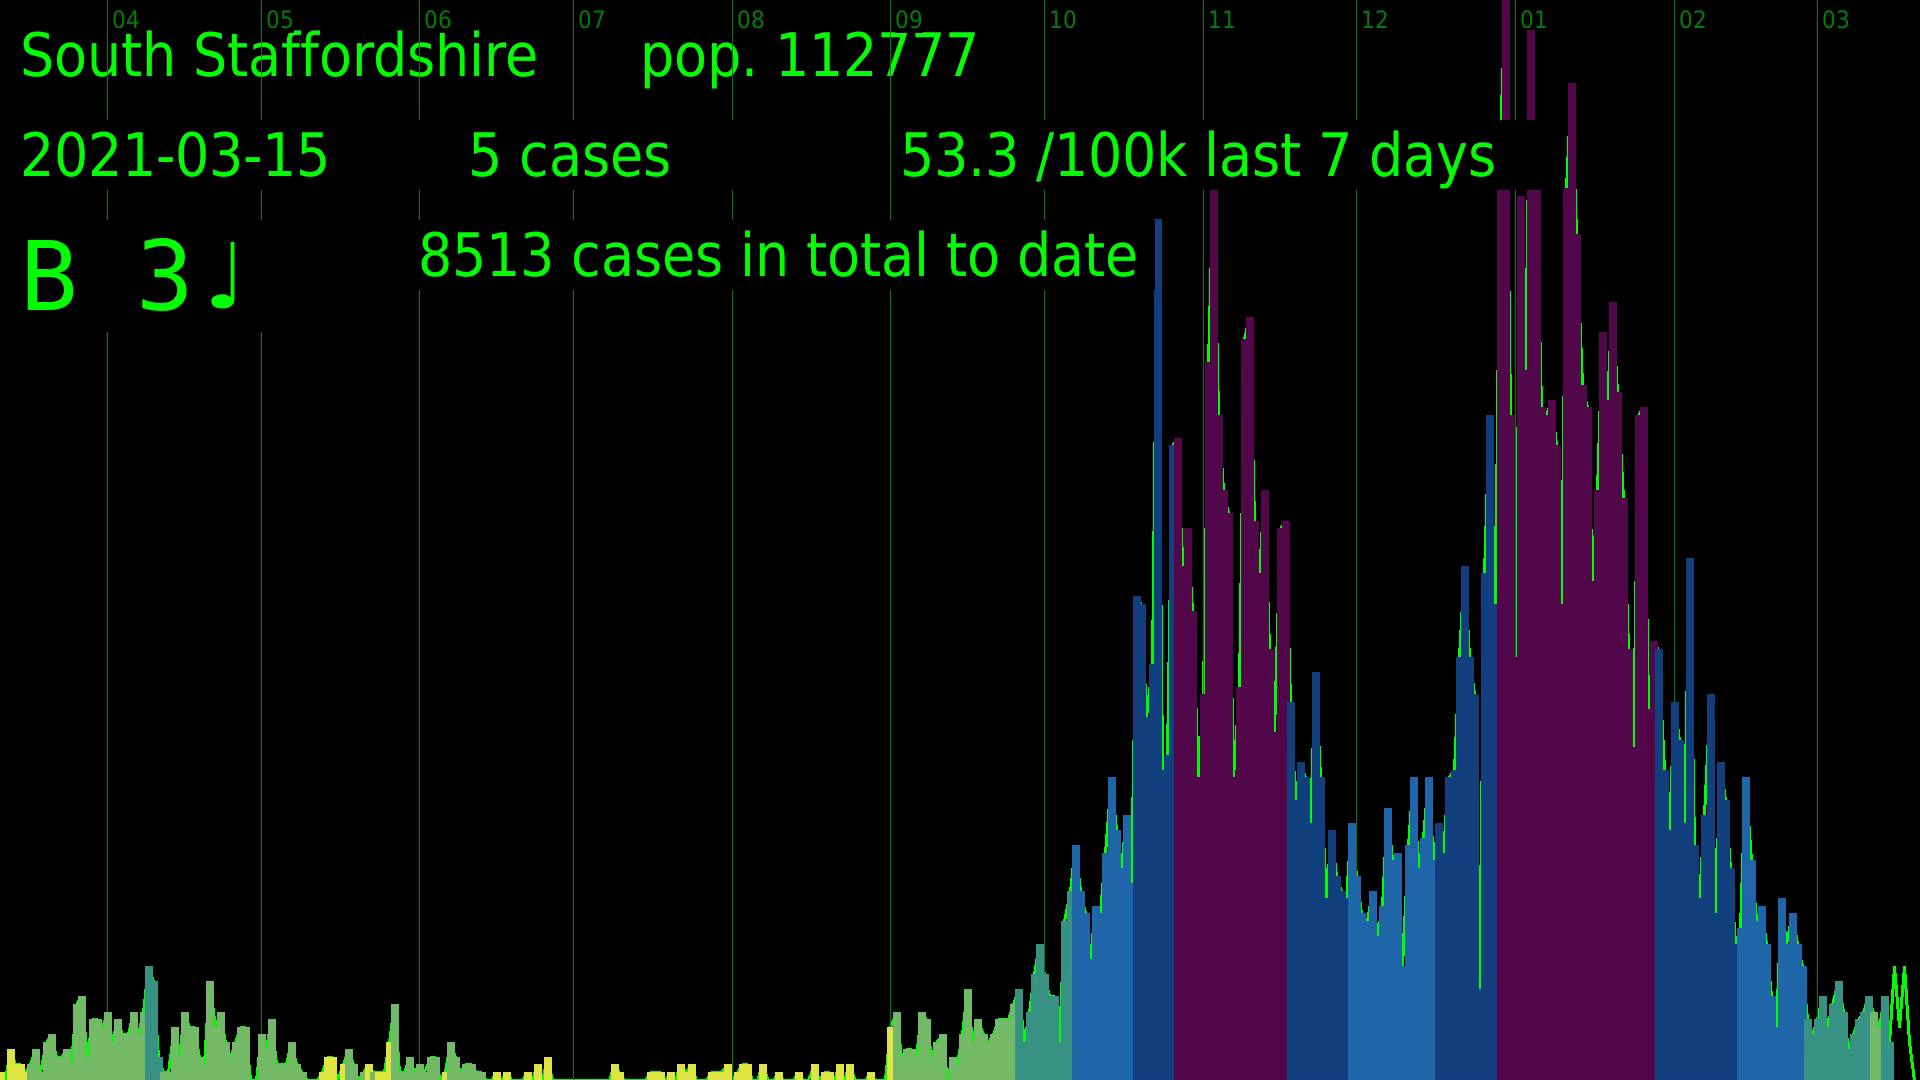 04 05 06 07 08 09 10 11 12 01 02 03
South Staffordshire pop. 112777
2021-03-15 5 cases 53.3 /100k last 7 days
8513 cases in total to date
B 3♩